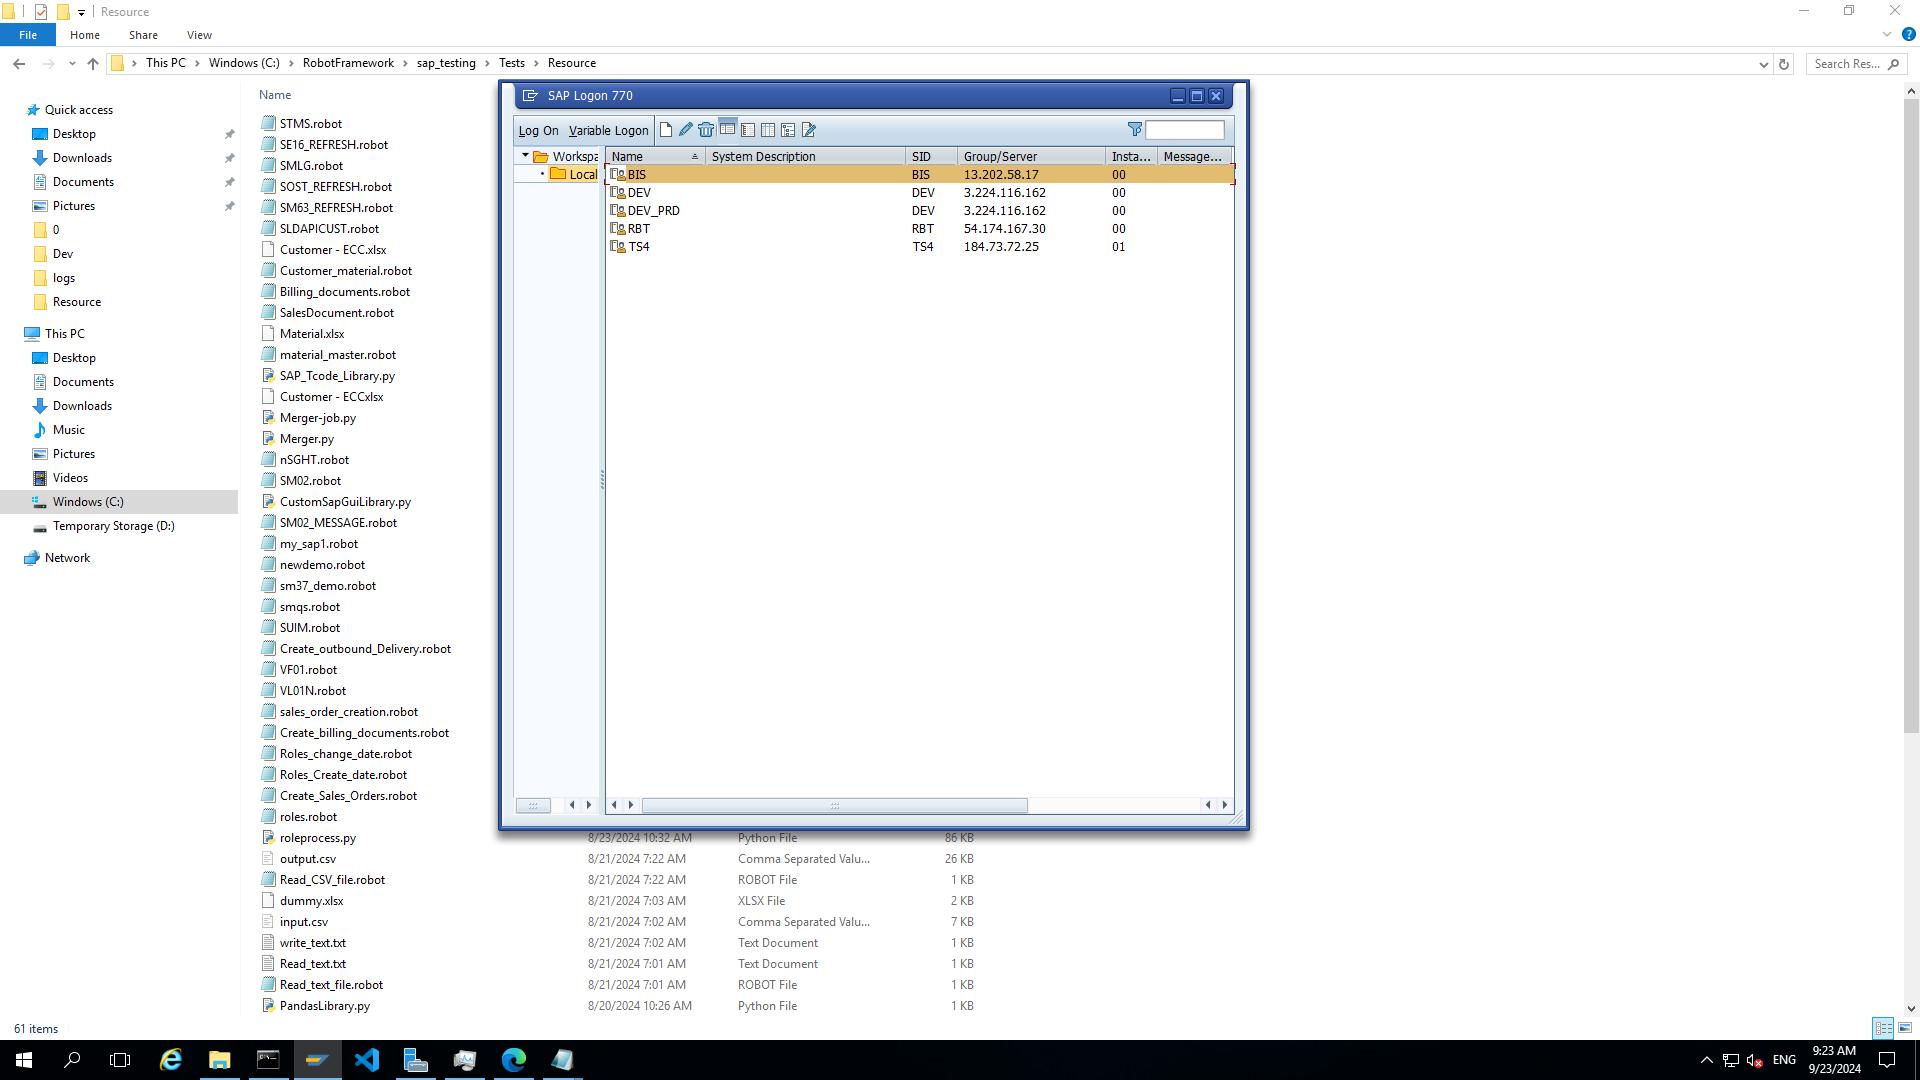 Resource
File Home Share View
This PC Windows (C:) RobotFramework sap_testing Tests Resource
Search Res...
Quick access
Desktop
Downloads
Documents
Pictures
0
Dev
logs
Resource
This PC
Desktop
Documents
Downloads
Music
Pictures
Videos
Windows (C:)
Temporary Storage (D:)
Network
Name
STMS.robot
SE16_REFRESH.robot
SMLG.robot
SOST_REFRESH.robot
SM63_REFRESH.robot
SLDAPICUST.robot
Customer - ECC.xlsx
Customer_material.robot
Billing_documents.robot
SalesDocument.robot
Material.xlsx
material_master.robot
SAP_Tcode_Library.py
Customer - ECCxlsx
Merger-job.py
Merger.py
nSGHT.robot
SM02.robot
CustomSapGuiLibrary.py
SM02_MESSAGE.robot
my_sap1.robot
newdemo.robot
sm37_demo.robot
smqs.robot
SUIM.robot
Create_outbound_Delivery.robot
VF01.robot
VL01N.robot
sales_order_creation.robot
Create_billing_documents.robot
Roles_change_date.robot
Roles_Create_date.robot
Create_Sales_Orders.robot
roles.robot
roleprocess.py 8/23/2024 10:32 AM Python File 86 KB
output.csv 8/21/2024 7:22 AM Comma Separated Valu... 26 KB
Read_CSV_file.robot 8/21/2024 7:22 AM ROBOT File 1 KB
dummy.xlsx 8/21/2024 7:03 AM XLSX File 2 KB
input.csv 8/21/2024 7:02 AM Comma Separated Valu... 7 KB
write_text.txt 8/21/2024 7:02 AM Text Document 1 KB
Read_text.txt 8/21/2024 7:01 AM Text Document 1 KB
Read_text_file.robot 8/21/2024 7:01 AM ROBOT File 1 KB
PandasLibrary.py 8/20/2024 10:26 AM Python File 1 KB
SAP Logon 770
Log On Variable Logon
Workspa
Local
Name System Description SID Group/Server Insta... Message...
BIS BIS 13.202.58.17 00
DEV DEV 3.224.116.162 00
DEV_PRD DEV 3.224.116.162 00
RBT RBT 54.174.167.30 00
TS4 TS4 184.73.72.25 01
61 items
ENG
9:23 AM
9/23/2024